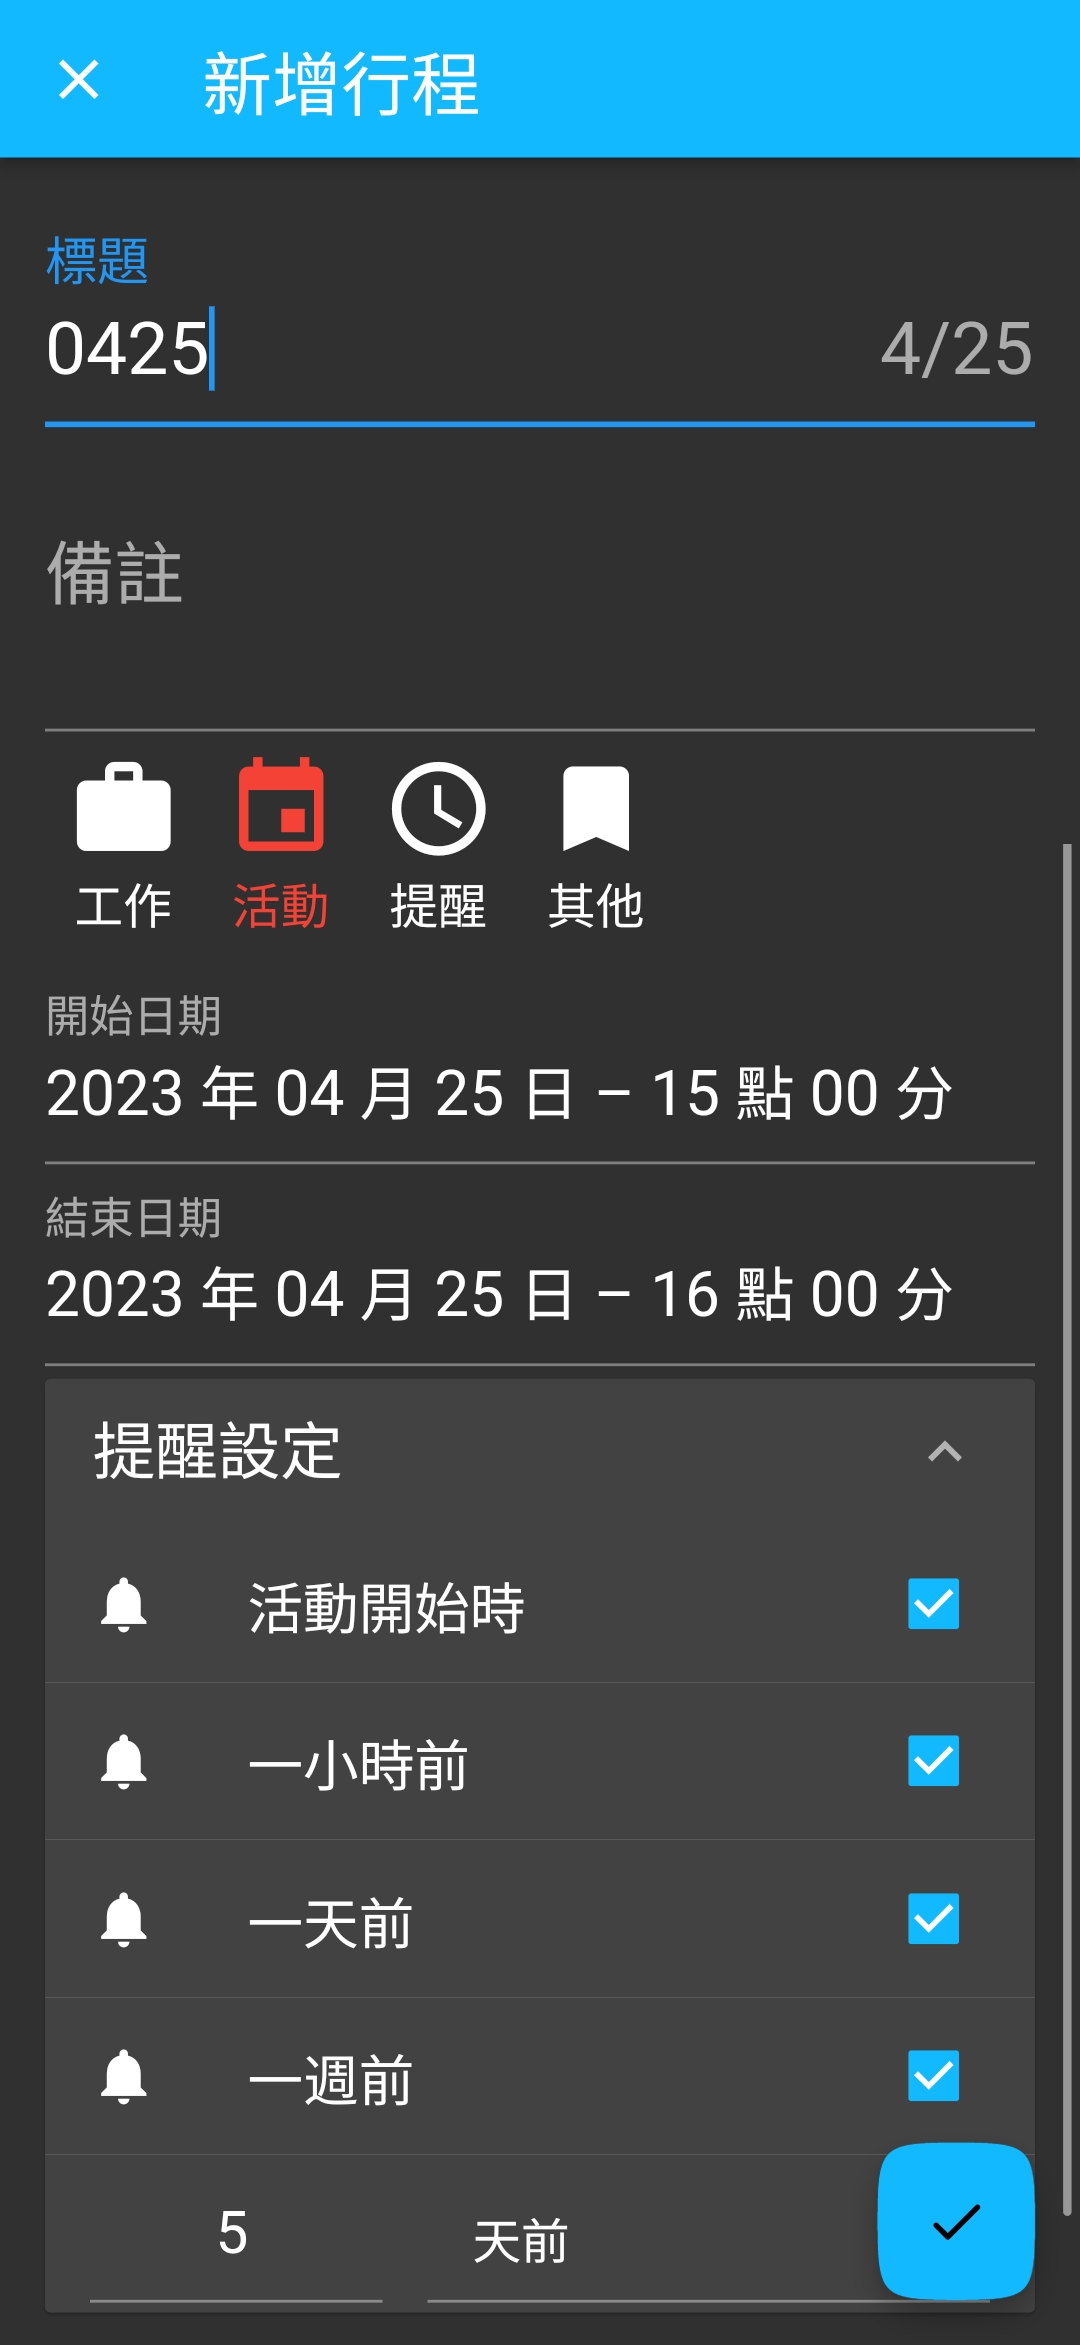 新增行程
標題
0425 4/25
備註
工作 活動 提醒 其他
開始日期
2023 年 04 月 25 日 – 15 點 00 分
結束日期
2023 年 04 月 25 日 – 16 點 00 分
提醒設定
活動開始時
一小時前
一天前
一週前
5 天前